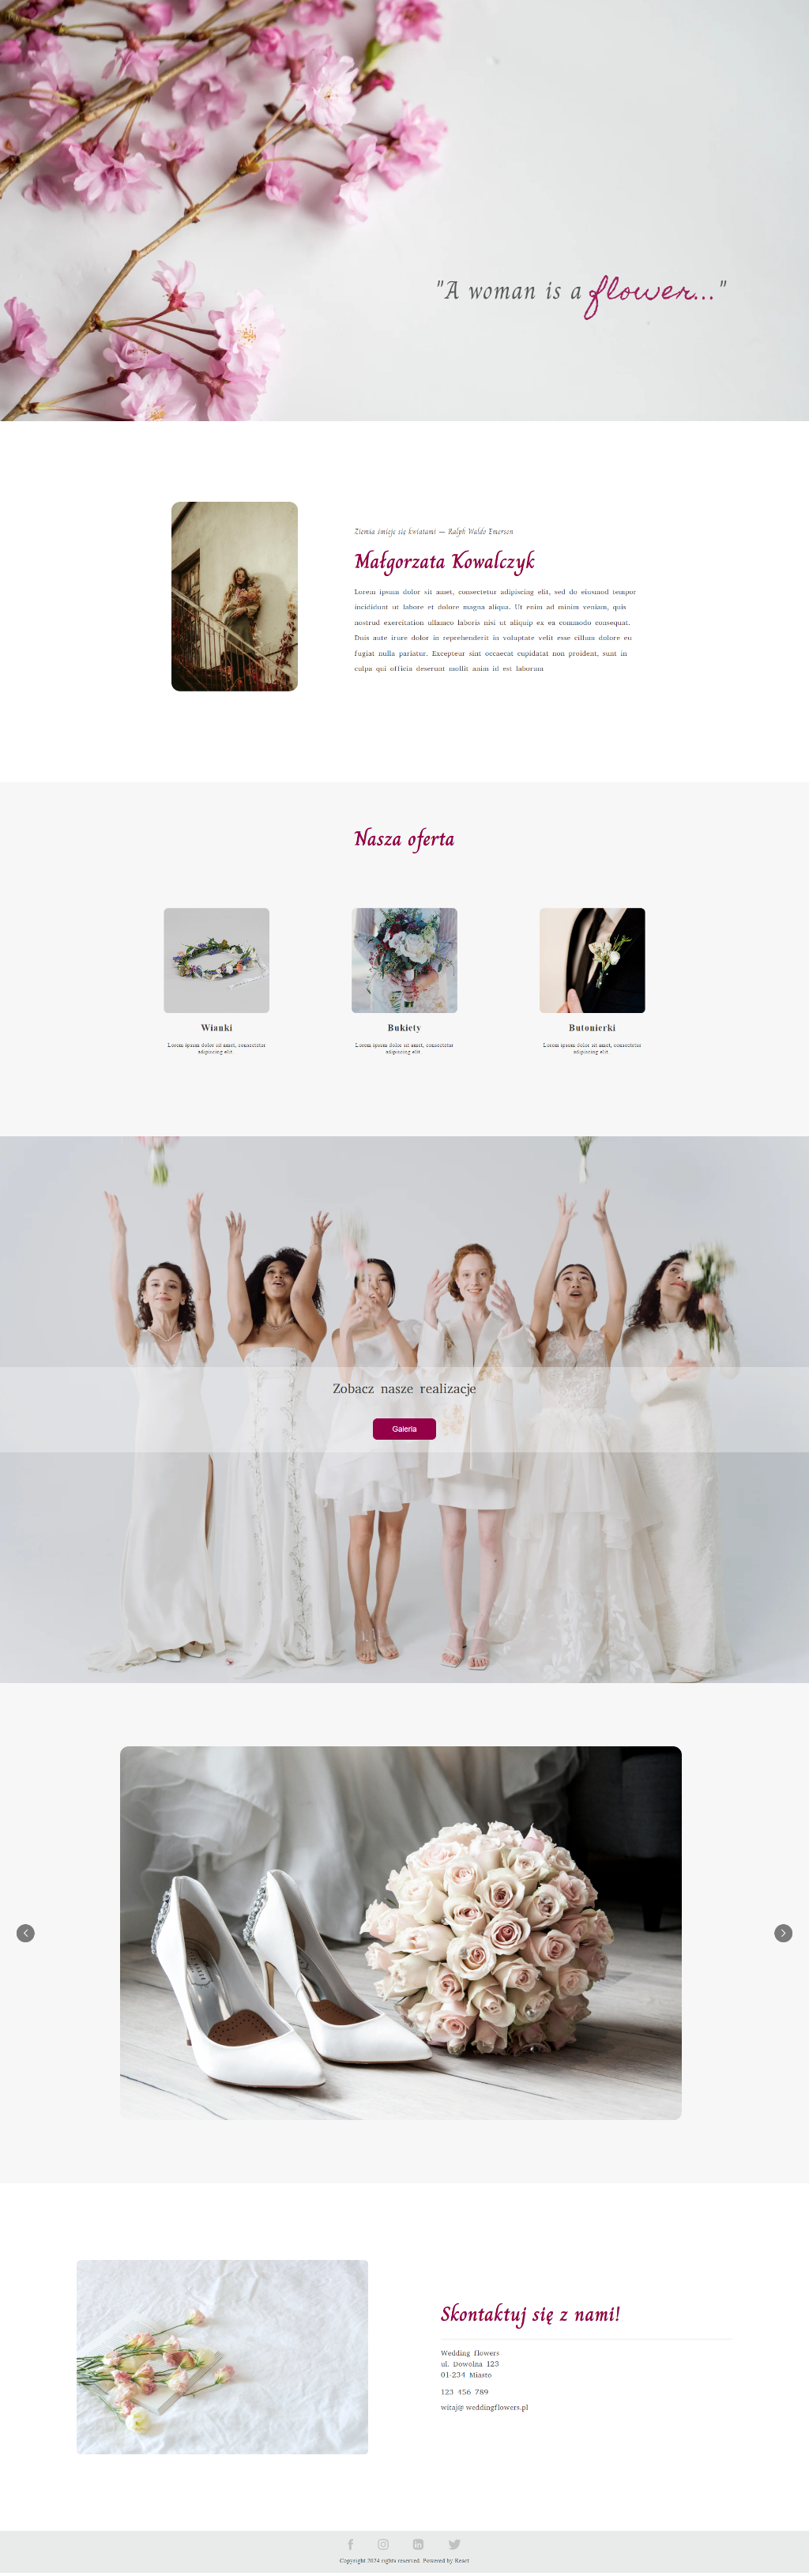 "A woman is a flower..."
Ziemia śmieje się kwiatami — Ralph Waldo Emerson
Małgorzata Kowalczyk
Lorem ipsum dolor sit amet, consectetur adipiscing elit, sed do eiusmod tempor
incididunt ut labore et dolore magna aliqua. Ut enim ad minim veniam, quis
nostrud exercitation ullamco laboris nisi ut aliquip ex ea commodo consequat.
Duis aute irure dolor in reprehenderit in voluptate velit esse cillum dolore eu
fugiat nulla pariatur. Excepteur sint occaecat cupidatat non proident, sunt in
culpa qui officia deserunt mollit anim id est laborum
Nasza oferta
Wianki
Lorem ipsum dolor sit amet, consectetur
adipiscing elit.
Bukiety
Lorem ipsum dolor sit amet, consectetur
adipiscing elit.
Butonierki
Lorem ipsum dolor sit amet, consectetur
adipiscing elit.
Zobacz nasze realizacje
Galeria
Skontaktuj się z nami!
Wedding flowers
ul. Dowolna 123
01-234 Miasto
123 456 789
witaj@weddingflowers.pl
Copyright 2024 rights reserved. Powered by React